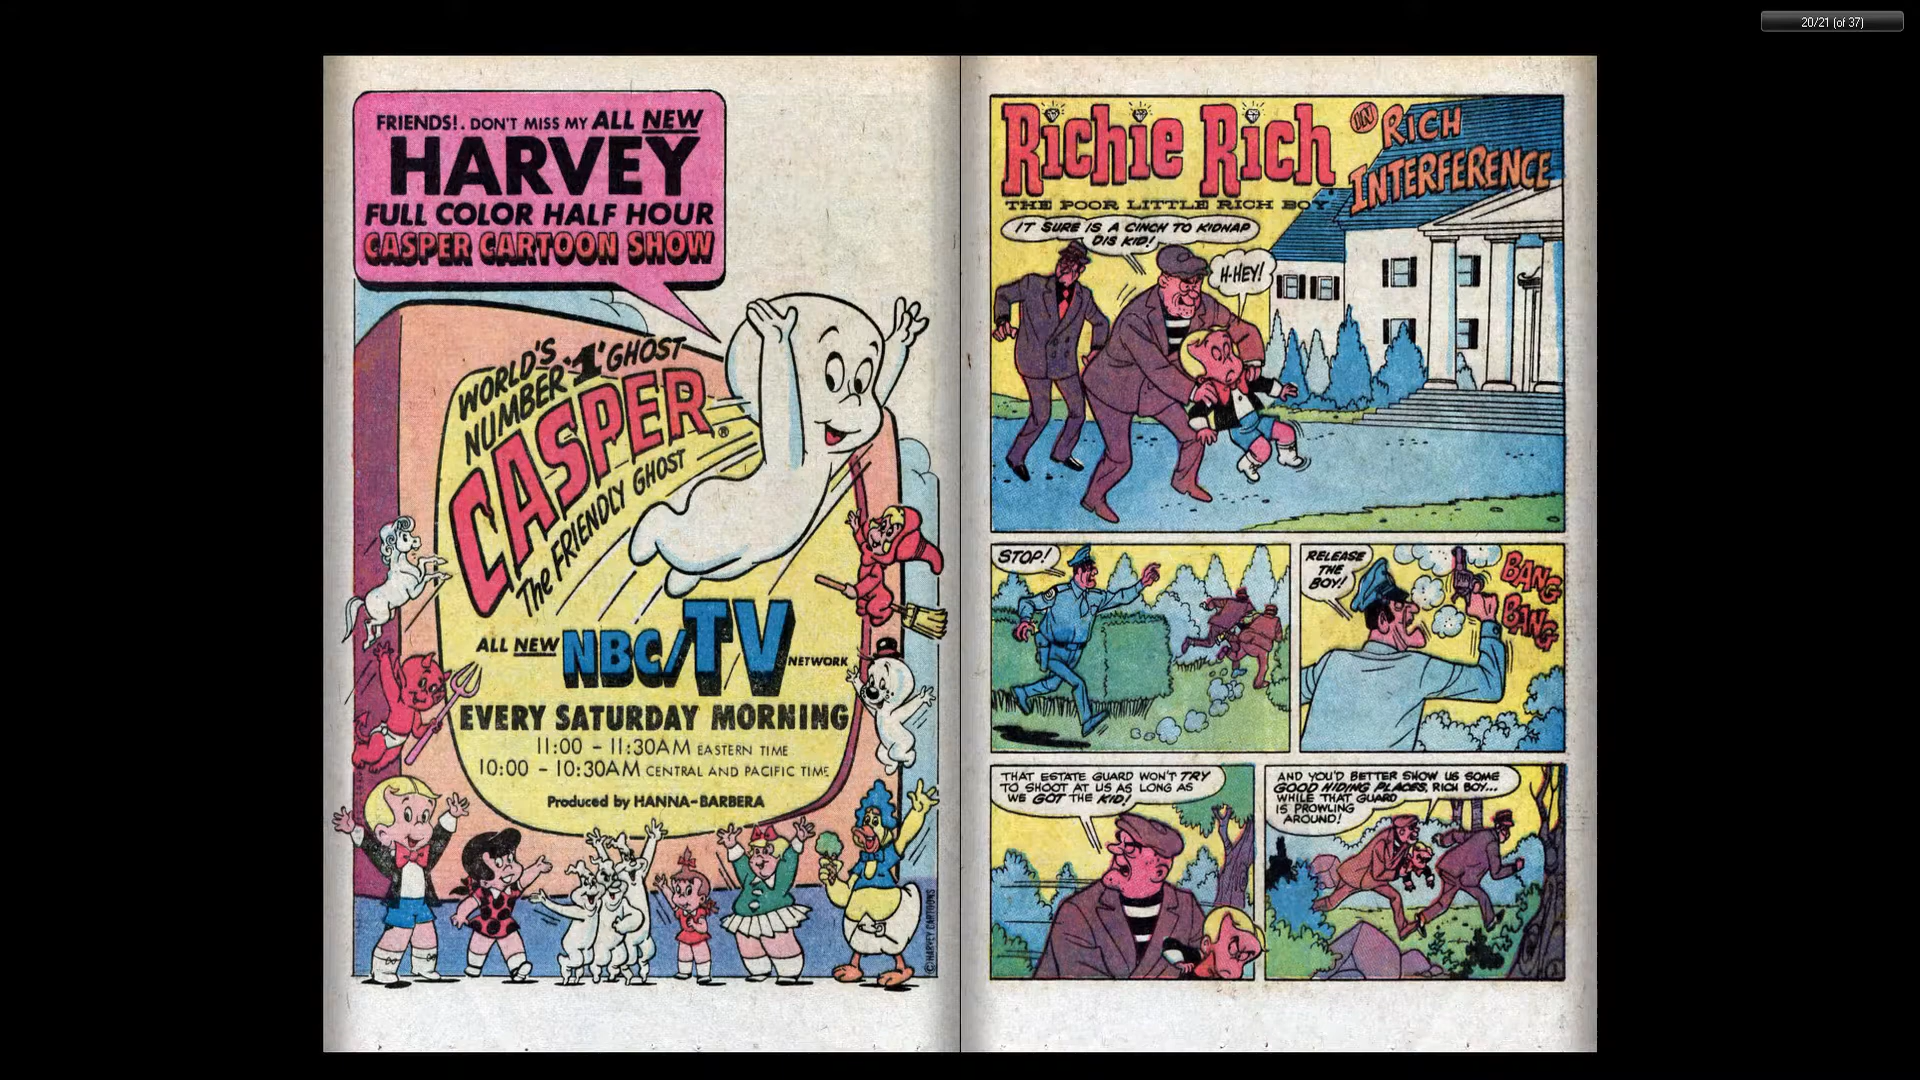 20/21 (of 37)
FRIENDS!. DON'T MISS MY ALL NEW
HARVEY
FULL COLOR HALF HOUR
CASPER CARTOON SHOW
WORLD'S
NUMBER '1' GHOST
CASPER®
The FRIENDLY GHOST
ALL NEW NBC/TV NETWORK
EVERY SATURDAY MORNING
11:00 - 11:30AM EASTERN TIME
10:00 - 10:30AM CENTRAL AND PACIFIC TIME
Produced by HANNA-BARBERA
© HARVEY CARTOONS
Richie Rich
THE POOR LITTLE RICH BOY
IN RICH
INTERFERENCE
IT SURE IS A CINCH TO KIDNAP
DIS KID!
H-HEY!
STOP!
RELEASE
THE
BOY!
BANG
BANG
THAT ESTATE GUARD WON'T TRY
TO SHOOT AT US AS LONG AS
WE GOT THE KID!
AND YOU'D BETTER SHOW US SOME
GOOD HIDING PLACES, RICH BOY...
WHILE THAT GUARD
IS PROWLING
AROUND!